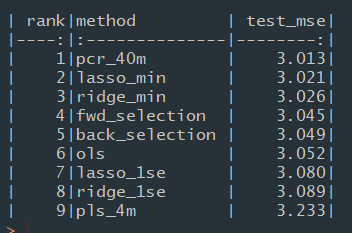 | rank|method         | test_mse|
|----:|:--------------|--------:|
|    1|pcr_40m        |    3.013|
|    2|lasso_min      |    3.021|
|    3|ridge_min      |    3.026|
|    4|fwd_selection  |    3.045|
|    5|back_selection |    3.049|
|    6|ols            |    3.052|
|    7|lasso_1se      |    3.080|
|    8|ridge_1se      |    3.089|
|    9|pls_4m         |    3.233|
>